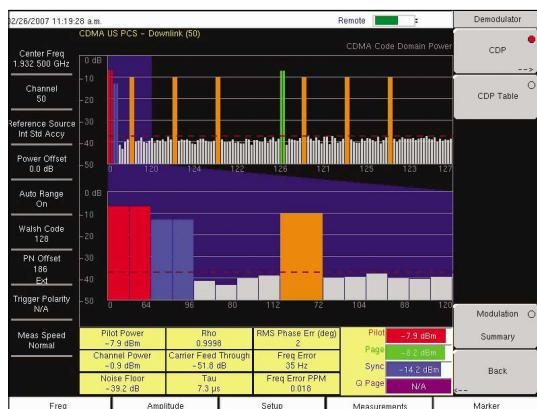 02/26/2007 11:19:28 a.m.
Remote
Demodulator
CDMA US PCS - Downlink (50)
CDMA Code Domain Power
CDP
-->
CDP Table
Center Freq
1.932 500 GHz
Channel
50
Reference Source
Int Std Accy
Power Offset
0.0 dB
Auto Range
On
Walsh Code
128
PN Offset
186
Ext
Trigger Polarity
N/A
Meas Speed
Normal
0 dB
-10
-20
-30
-40
-50
0 120 124 122 126 121 125 123 127
0 dB
-10
-20
-30
-40
-50
0 64 96 80 112 72 104 88 120
Pilot Power
-7.9 dBm
Rho
0.9998
RMS Phase Err (deg)
2
Channel Power
-0.9 dBm
Carrier Feed Through
-51.8 dB
Freq Error
35 Hz
Noise Floor
-39.2 dB
Tau
7.3 µs
Freq Error PPM
0.018
Pilot -7.9 dBm
Page -8.2 dBm
Sync -14.2 dBm
Q Page N/A
Modulation
Summary
Back
<--
Freq Amplitude Setup Measurements Marker